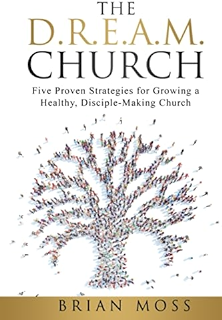 THE
D.R.E.A.M.
CHURCH
Five Proven Strategies for Growing a
Healthy, Disciple-Making Church
BRIAN MOSS